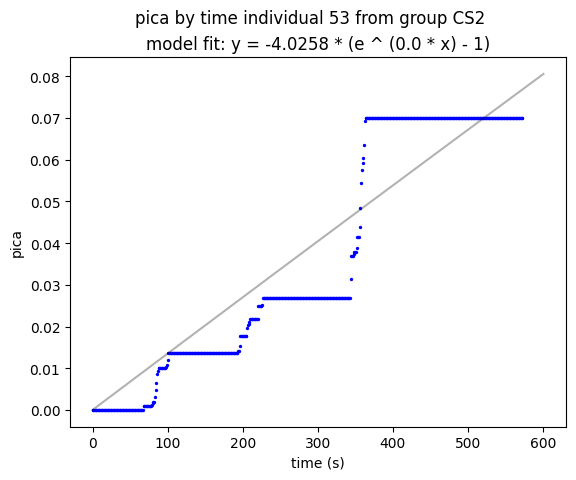 pica by time individual 53 from group CS2
model fit: y = -4.0258 * (e ^ (0.0 * x) - 1)
0.08
0.07
0.06
0.05
0.04
0.03
0.02
0.01
0.00
pica
0 100 200 300 400 500 600
time (s)